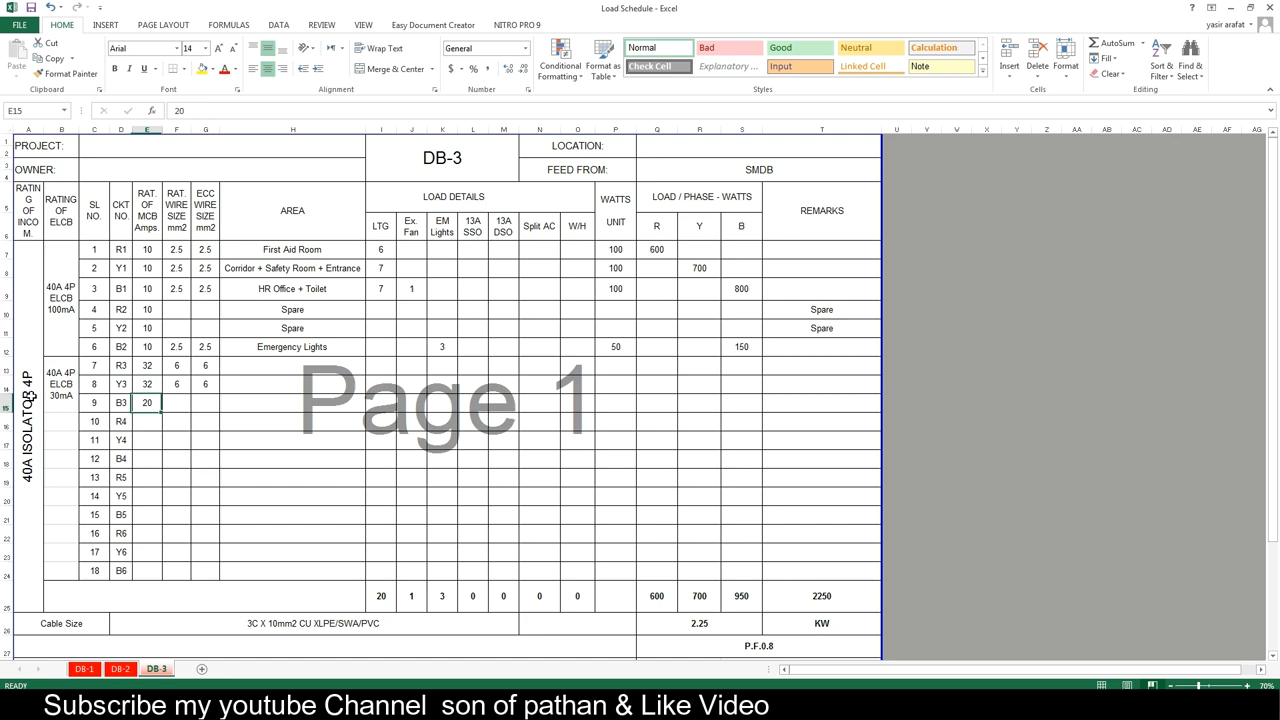 Load Schedule - Excel
yasir arafat
FILE HOME INSERT PAGE LAYOUT FORMULAS DATA REVIEW VIEW Easy Document Creator NITRO PRO 9
Paste Cut Copy Format Painter Clipboard
Arial 14 Font
Wrap Text Merge & Center Alignment
General Number
Conditional Formatting Format as Table
Normal Bad Good Neutral Calculation
Check Cell Explanatory ... Input Linked Cell Note
Styles
Insert Delete Format Cells
AutoSum Fill Clear Sort & Filter Find & Select Editing
E15 20
A B C D E F G H I J K L M N O P Q R S T U V W X Y Z AA AB AC AD AE AF AG
PROJECT: DB-3 LOCATION:
OWNER: FEED FROM: SMDB
RATIN G OF INCO M. RATING OF ELCB SL NO. CKT NO. RAT. OF MCB Amps. RAT. WIRE SIZE mm2 ECC WIRE SIZE mm2 AREA LOAD DETAILS WATTS UNIT LOAD / PHASE - WATTS REMARKS
LTG Ex. Fan EM Lights 13A SSO 13A DSO Split AC W/H R Y B
40A ISOLATOR 4P
40A 4P ELCB 100mA
1 R1 10 2.5 2.5 First Aid Room 6 100 600
2 Y1 10 2.5 2.5 Corridor + Safety Room + Entrance 7 100 700
3 B1 10 2.5 2.5 HR Office + Toilet 7 1 100 800
4 R2 10 Spare Spare
5 Y2 10 Spare Spare
6 B2 10 2.5 2.5 Emergency Lights 3 50 150
40A 4P ELCB 30mA
7 R3 32 6 6
8 Y3 32 6 6
9 B3 20
Page 1
10 R4
11 Y4
12 B4
13 R5
14 Y5
15 B5
16 R6
17 Y6
18 B6
20 1 3 0 0 0 0 600 700 950 2250
Cable Size 3C X 10mm2 CU XLPE/SWA/PVC 2.25 KW
P.F.0.8
DB-1 DB-2 DB-3
READY 70%
Subscribe my youtube Channel son of pathan & Like Video